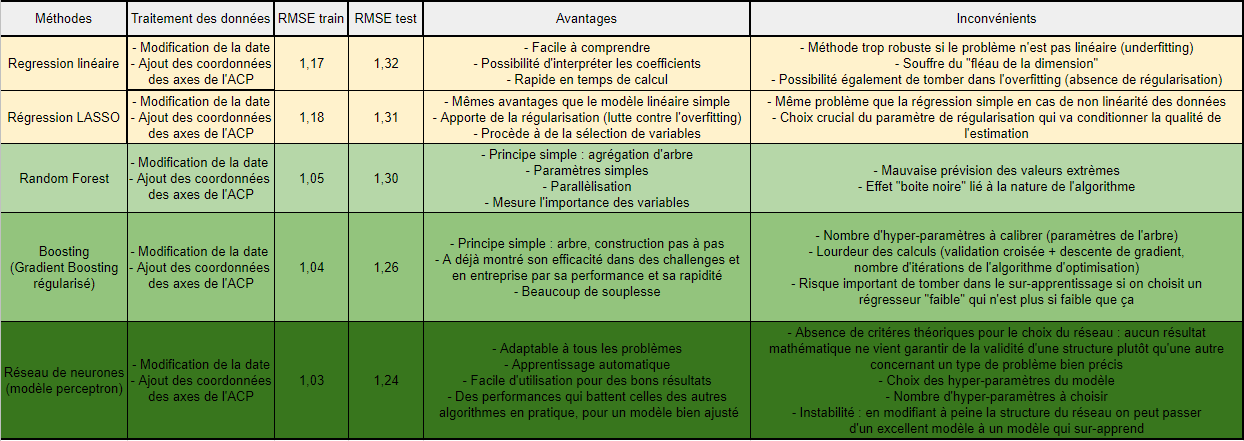 Méthodes
Traitement des données
RMSE train
RMSE test
Avantages
Inconvénients
Regression linéaire
- Modification de la date
- Ajout des coordonnées
des axes de l'ACP
1,17
1,32
- Facile à comprendre
- Possibilité d'interpréter les coefficients
- Rapide en temps de calcul
- Méthode trop robuste si le problème n'est pas linéaire (underfitting)
- Souffre du "fléau de la dimension"
- Possibilité également de tomber dans l'overfitting (absence de régularisation)
Régression LASSO
- Modification de la date
- Ajout des coordonnées
des axes de l'ACP
1,18
1,31
- Mêmes avantages que le modèle linéaire simple
- Apporte de la régularisation (lutte contre l'overfitting)
- Procède à de la sélection de variables
- Même problème que la régression simple en cas de non linéarité des données
- Choix crucial du paramètre de régularisation qui va conditionner la qualité de
l'estimation
Random Forest
- Modification de la date
- Ajout des coordonnées
des axes de l'ACP
1,05
1,30
- Principe simple : agrégation d'arbre
- Paramètres simples
- Parallèlisation
- Mesure l'importance des variables
- Mauvaise prévision des valeurs extrêmes
- Effet "boite noire" lié à la nature de l'algorithme
Boosting
(Gradient Boosting
régularisé)
- Modification de la date
- Ajout des coordonnées
des axes de l'ACP
1,04
1,26
- Principe simple : arbre, construction pas à pas
- A déjà montré son efficacité dans des challenges et
en entreprise par sa performance et sa rapidité
- Beaucoup de souplesse
- Nombre d'hyper-paramètres à calibrer (paramètres de l'arbre)
- Lourdeur des calculs (validation croisée + descente de gradient,
nombre d'itérations de l'algorithme d'optimisation)
- Risque important de tomber dans le sur-apprentissage si on choisit un
régresseur "faible" qui n'est plus si faible que ça
Réseau de neurones
(modèle perceptron)
- Modification de la date
- Ajout des coordonnées
des axes de l'ACP
1,03
1,24
- Adaptable à tous les problèmes
- Apprentissage automatique
- Facile d'utilisation pour des bons résultats
- Des performances qui battent celles des autres
algorithmes en pratique, pour un modèle bien ajusté
- Absence de critéres théoriques pour le choix du réseau : aucun résultat
mathématique ne vient garantir de la validité d'une structure plutôt qu'une autre
concernant un type de problème bien précis
- Choix des hyper-paramètres du modèle
- Nombre d'hyper-paramètres à choisir
- Instabilité : en modifiant à peine la structure du réseau on peut passer
d'un excellent modèle à un modèle qui sur-apprend